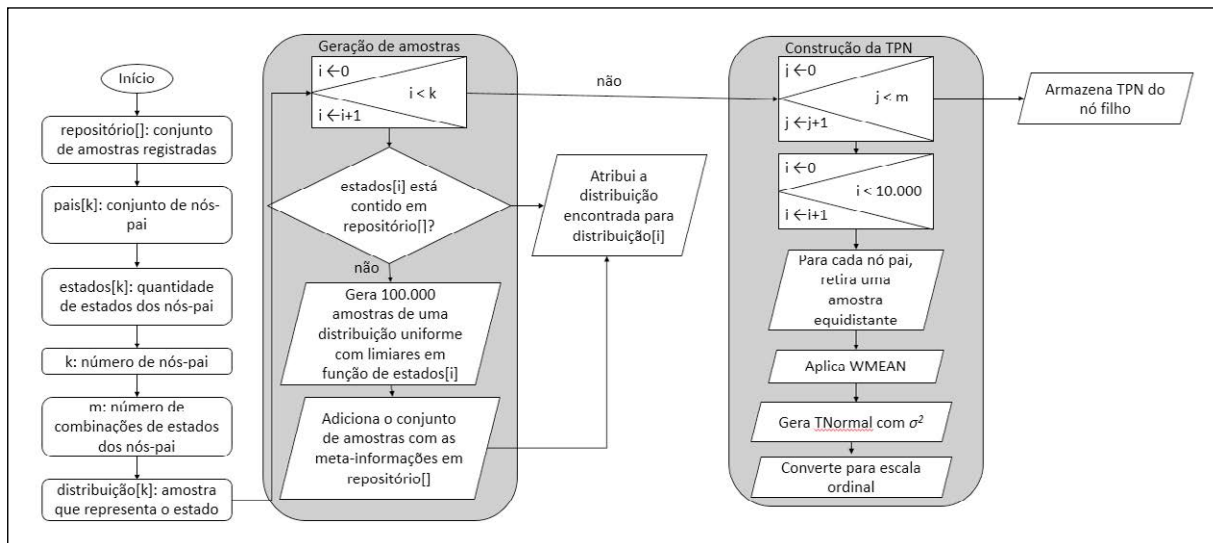 Início
repositório[]: conjunto
de amostras registradas
pais[k]: conjunto de nós-
pai
estados[k]: quantidade
de estados dos nós-pai
k: número de nós-pai
m: número de
combinações de estados
dos nós-pai
distribuição[k]: amostra
que representa o estado
Geração de amostras
i ←0
i < k
i ←i+1
não
estados[i] está
contido em
repositório[]?
não
Gera 100.000
amostras de uma
distribuição uniforme
com limiares em
função de estados[i]
Adiciona o conjunto
de amostras com as
meta-informações em
repositório[]
Atribui a
distribuição
encontrada para
distribuição[i]
Construção da TPN
j ←0
j < m
j ←j+1
i ←0
i < 10.000
i ←i+1
Para cada nó pai,
retira uma
amostra
equidistante
Aplica WMEAN
Gera TNormal com σ²
Converte para escala
ordinal
Armazena TPN do
nó filho